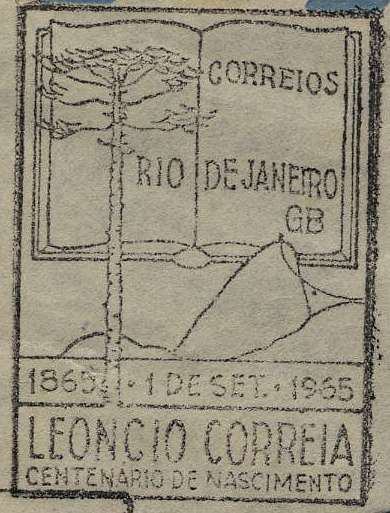 CORREIOS
RIO DE JANEIRO
GB
1865 · 1 DE SET. · 1965
LEONCIO CORREIA
CENTENARIO DE NASCIMENTO